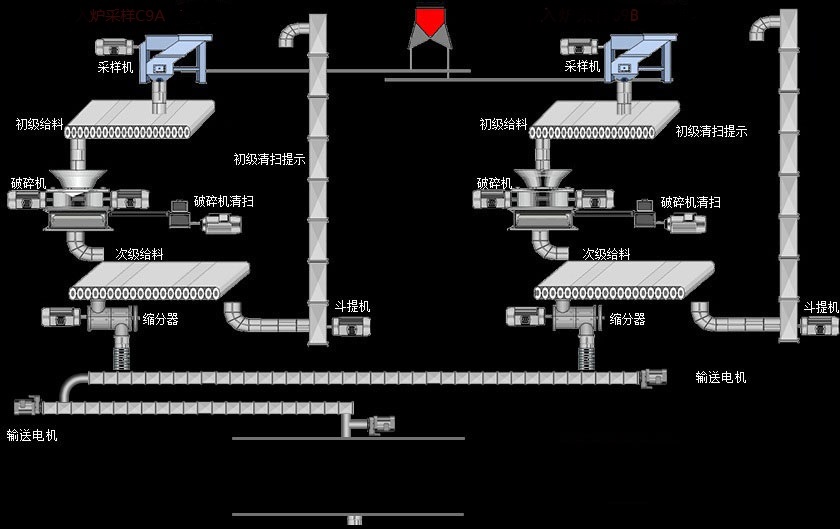 炉采样C9A
B
采样机
采样机
初级给料
初级给料
初级清扫提示
初级清扫提示
破碎机
破碎机清扫
破碎机
破碎机清扫
次级给料
次级给料
斗提机
斗提机
缩分器
缩分器
输送电机
输送电机